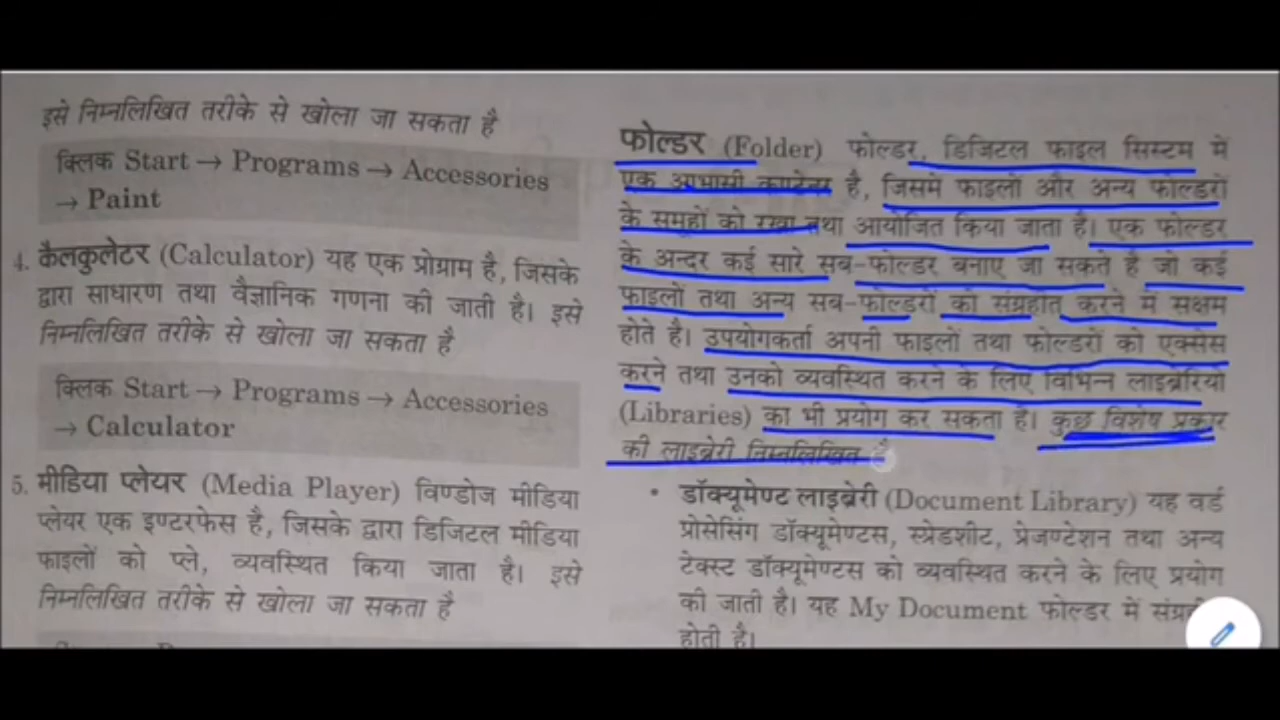 इसे निम्नलिखित तरीके से खोला जा सकता है
क्लिक Start → Programs → Accessories
→ Paint
4. कैलकुलेटर (Calculator) यह एक प्रोग्राम है, जिसके
द्वारा साधारण तथा वैज्ञानिक गणना की जाती है। इसे
निम्नलिखित तरीके से खोला जा सकता है
क्लिक Start → Programs → Accessories
→ Calculator
5. मीडिया प्लेयर (Media Player) विण्डोज मीडिया
प्लेयर एक इण्टरफेस है, जिसके द्वारा डिजिटल मीडिया
फाइलों को प्ले, व्यवस्थित किया जाता है। इसे
निम्नलिखित तरीके से खोला जा सकता है
फोल्डर (Folder) फोल्डर, डिजिटल फाइल सिस्टम में
एक आभासी कण्टेनर है, जिसमें फाइलों और अन्य फोल्डरों
के समूहों को रखा तथा आयोजित किया जाता है। एक फोल्डर
के अन्दर कई सारे सब-फोल्डर बनाए जा सकते हैं जो कई
फाइलों तथा अन्य सब-फोल्डरों को संग्रहीत करने में सक्षम
होते है। उपयोगकर्ता अपनी फाइलों तथा फोल्डरों को एक्सेस
करने तथा उनको व्यवस्थित करने के लिए विभिन्न लाइब्रेरियों
(Libraries) का भी प्रयोग कर सकता है। कुछ विशेष प्रकार
की लाइब्रेरी निम्नलिखित है
• डॉक्यूमेण्ट लाइब्रेरी (Document Library) यह वर्ड
प्रोसेसिंग डॉक्यूमेण्टस, स्प्रेडशीट, प्रेजण्टेशन तथा अन्य
टेक्स्ट डॉक्यूमेण्टस को व्यवस्थित करने के लिए प्रयोग
की जाती है। यह My Document फोल्डर में
होती है।